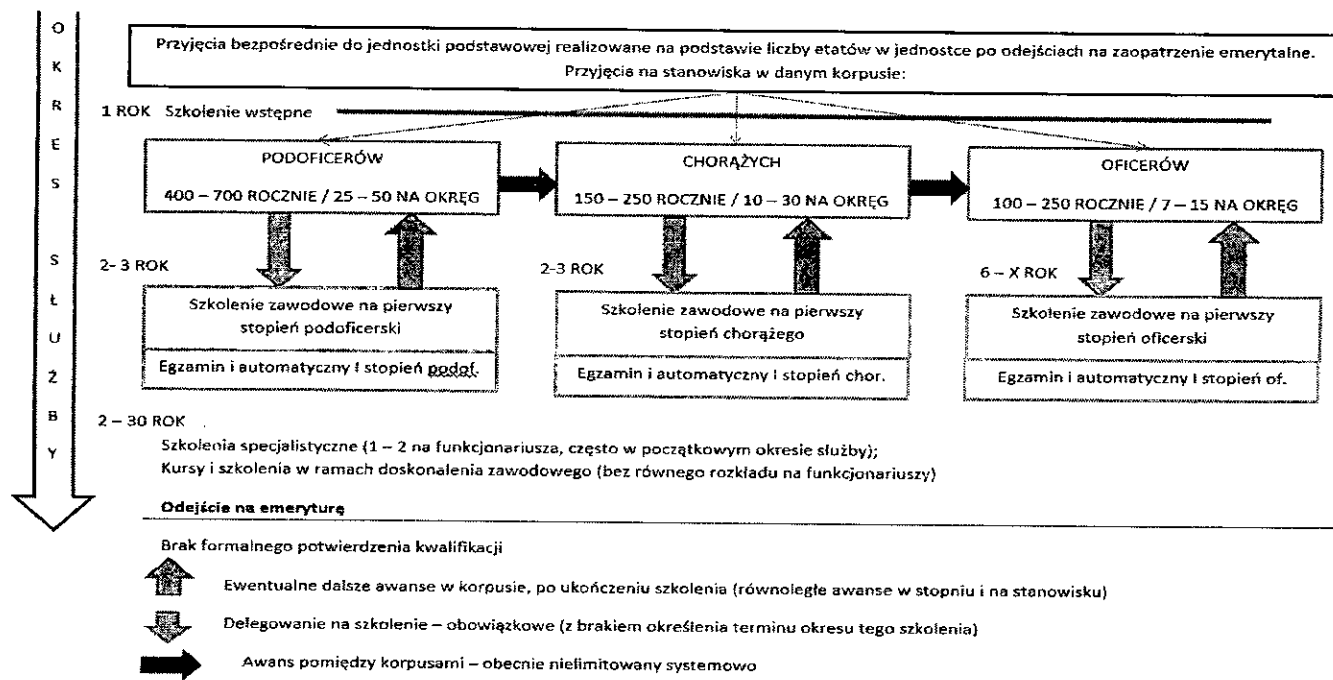 OKRES SŁUŻBY
Przyjęcia bezpośrednie do jednostki podstawowej realizowane na podstawie liczby etatów w jednostce po odejściach na zaopatrzenie emerytalne.
Przyjęcia na stanowiska w danym korpusie:
1 ROK Szkolenie wstępne
PODOFICERÓW
400 – 700 ROCZNIE / 25 – 50 NA OKRĘG
CHORĄŻYCH
150 – 250 ROCZNIE / 10 – 30 NA OKRĘG
OFICERÓW
100 – 250 ROCZNIE / 7 – 15 NA OKRĘG
2– 3 ROK
2-3 ROK
6 – X ROK
Szkolenie zawodowe na pierwszy
stopień podoficerski
Egzamin i automatyczny I stopień podof.
Szkolenie zawodowe na pierwszy
stopień chorążego
Egzamin i automatyczny I stopień chor.
Szkolenie zawodowe na pierwszy
stopień oficerski
Egzamin i automatyczny I stopień of.
2 – 30 ROK
Szkolenia specjalistyczne (1 – 2 na funkcjonariusza, często w początkowym okresie służby);
Kursy i szkolenia w ramach doskonalenia zawodowego (bez równego rozkładu na funkcjonariuszy)
Odejście na emeryturę
Brak formalnego potwierdzenia kwalifikacji
Ewentualne dalsze awanse w korpusie, po ukończeniu szkolenia (równoległe awanse w stopniu i na stanowisku)
Delegowanie na szkolenie – obowiązkowe (z brakiem określenia terminu okresu tego szkolenia)
Awans pomiędzy korpusami – obecnie nielimitowany systemowo